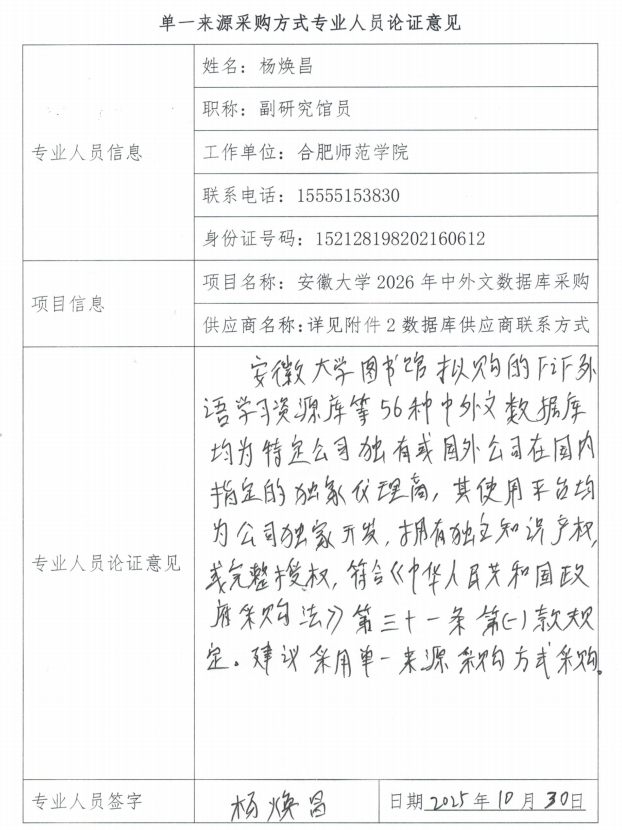 单一来源采购方式专业人员论证意见
专业人员信息
姓名：杨焕昌
职称：副研究馆员
工作单位：合肥师范学院
联系电话：15555153830
身份证号码：152128198202160612
项目信息
项目名称：安徽大学2026年中外文数据库采购
供应商名称:详见附件2数据库供应商联系方式
专业人员论证意见
安徽大学图书馆拟购的FiF外
语学习资源库等56种中外文数据库
均为特定公司独有或国外公司在国内
指定的独家代理商，其使用平台均
为公司独家开发，拥有独立知识产权，
或完整授权，符合《中华人民共和国政
府采购法》第三十一条第(一)款规
定。建议采用单一来源采购方式采购。
专业人员签字
杨焕昌
日期 2025年10月30日